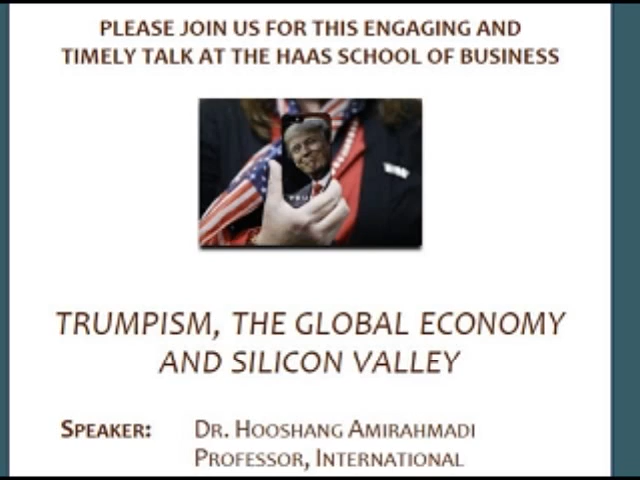 PLEASE JOIN US FOR THIS ENGAGING AND
TIMELY TALK AT THE HAAS SCHOOL OF BUSINESS
TRUMPISM, THE GLOBAL ECONOMY
AND SILICON VALLEY
SPEAKER: DR. HOOSHANG AMIRAHMADI
PROFESSOR, INTERNATIONAL